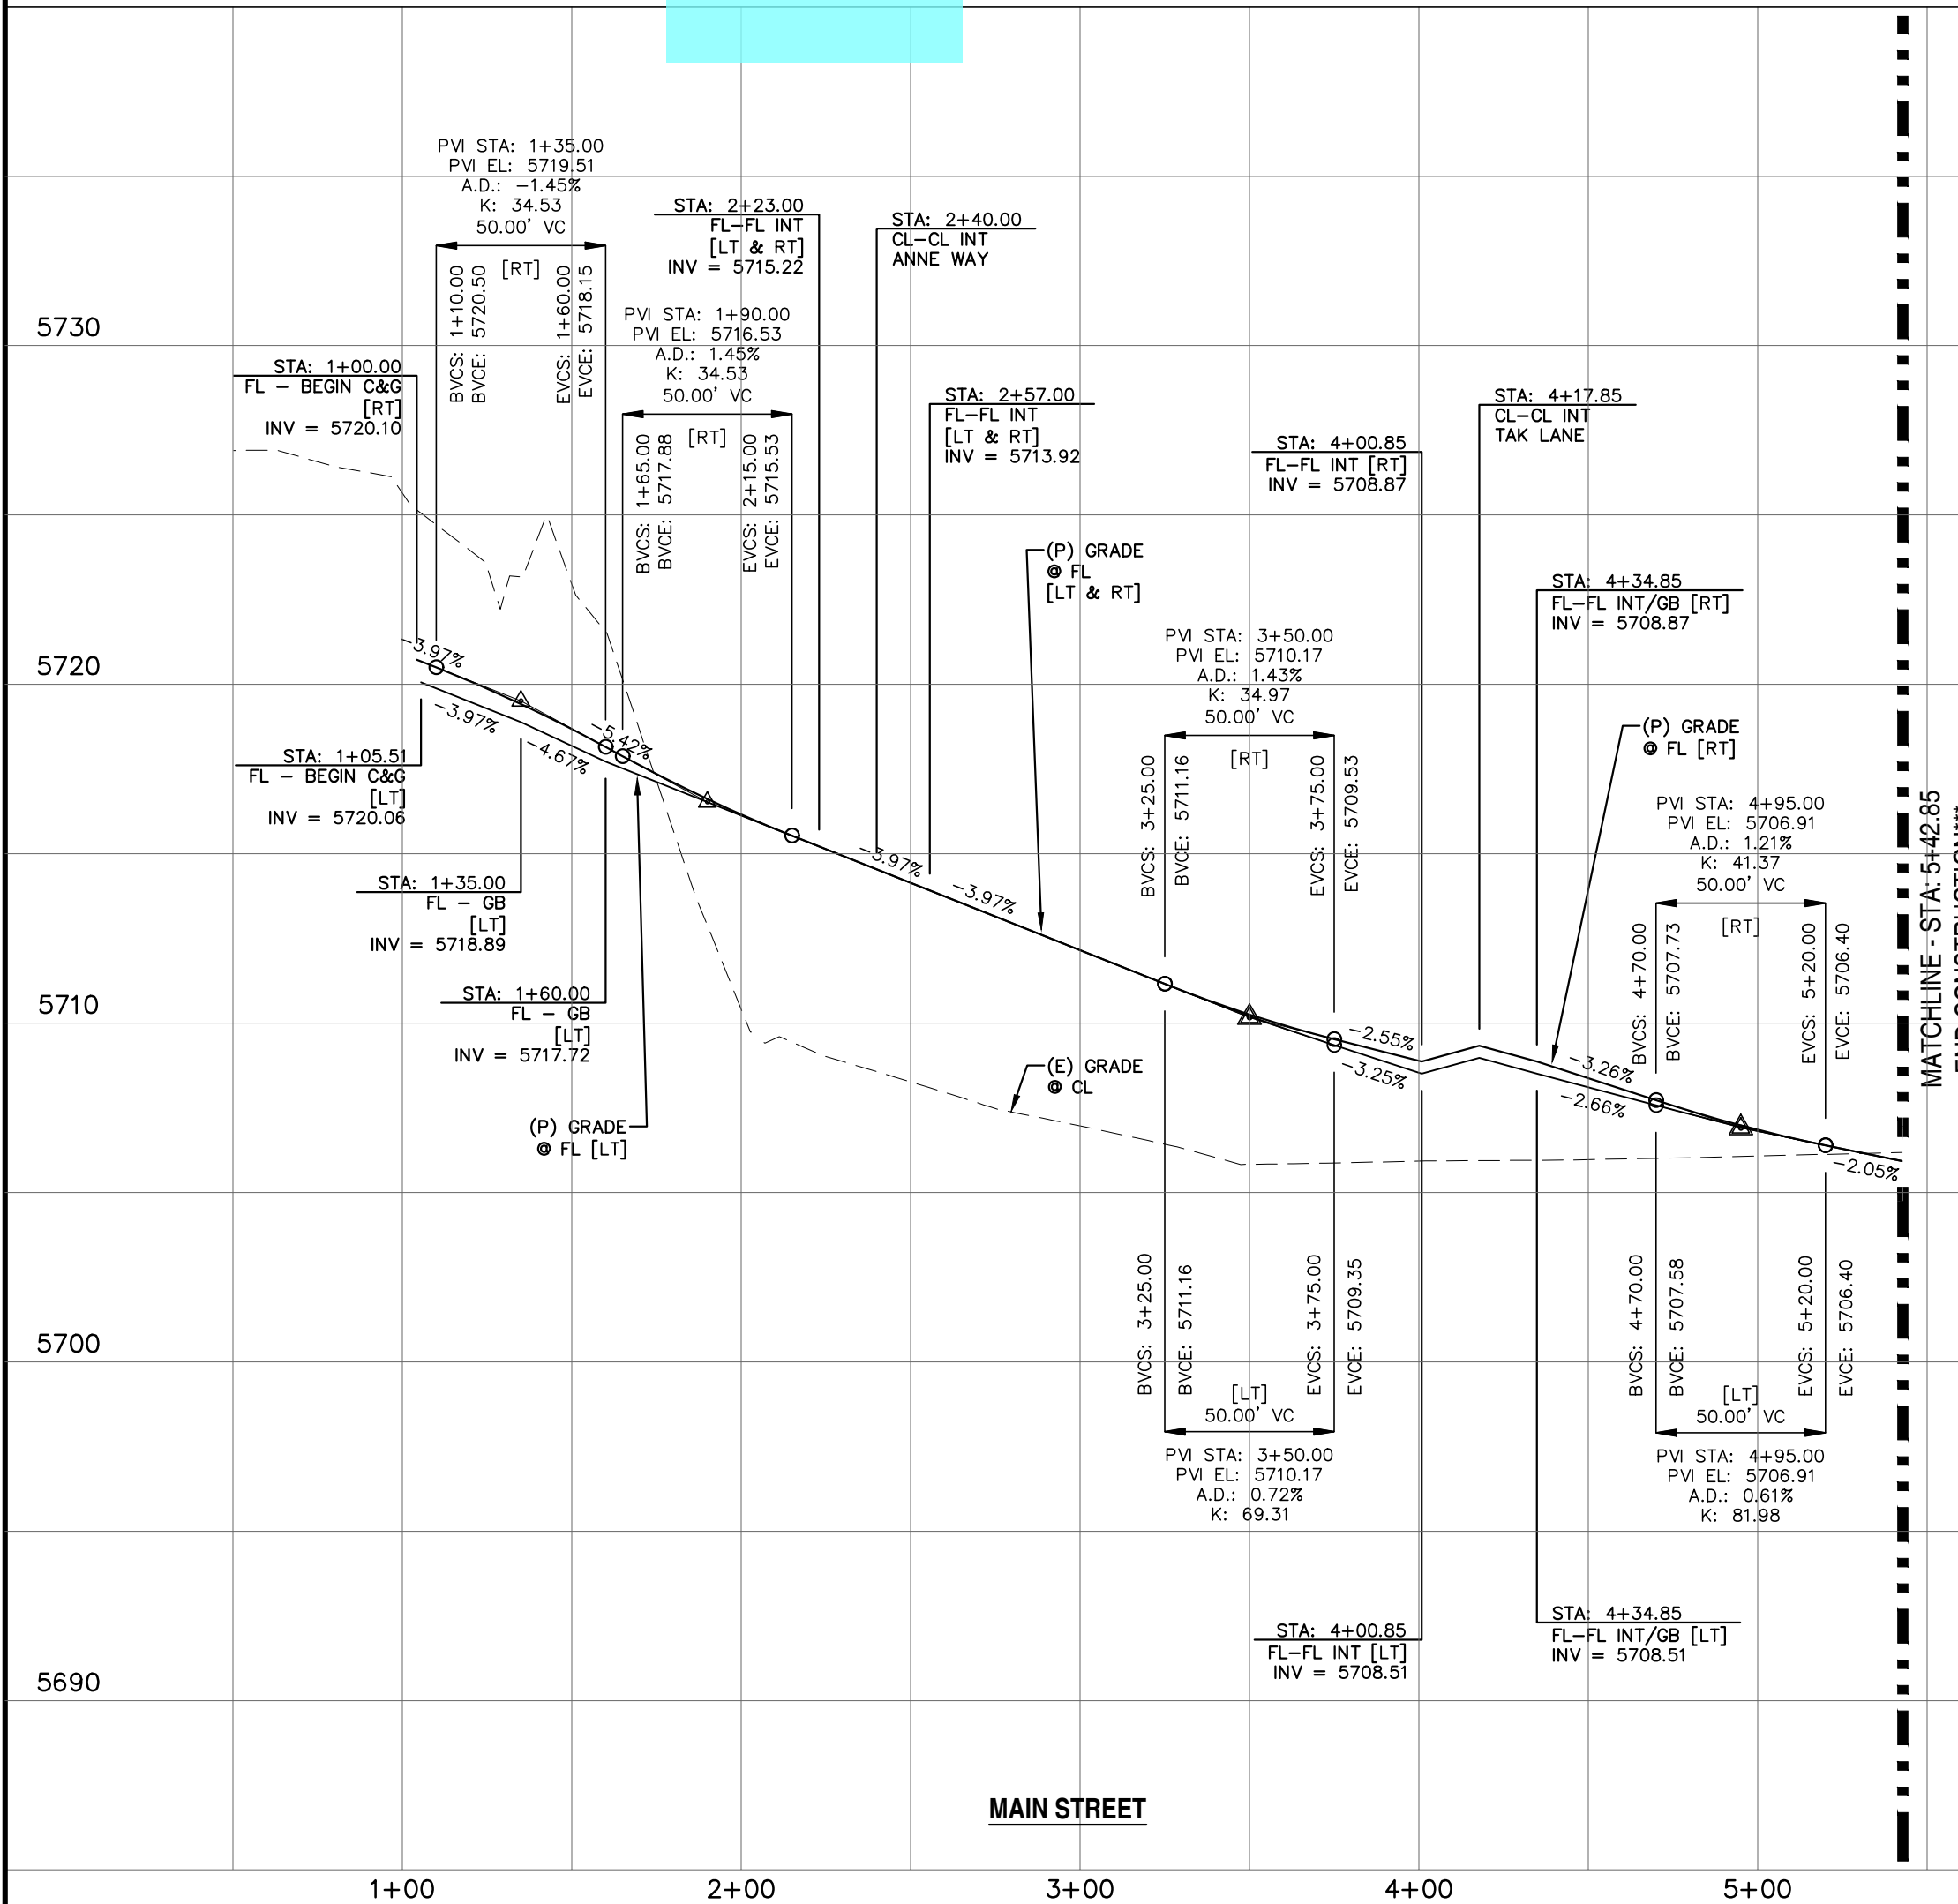 PVI STA: 1+35.00
PVI EL: 5719.51
A.D.: -1.45%
K: 34.53
50.00' VC
[RT]
BVCS: 1+10.00
BVCE: 5720.50
EVCS: 1+60.00
EVCE: 5718.15
STA: 2+23.00
FL-FL INT
[LT & RT]
INV = 5715.22
STA: 2+40.00
CL-CL INT
ANNE WAY
PVI STA: 1+90.00
PVI EL: 5716.53
A.D.: 1.45%
K: 34.53
50.00' VC
[RT]
BVCS: 1+65.00
BVCE: 5717.88
EVCS: 2+15.00
EVCE: 5715.53
5730
STA: 1+00.00
FL - BEGIN C&G
[RT]
INV = 5720.10
STA: 2+57.00
FL-FL INT
[LT & RT]
INV = 5713.92
STA: 4+00.85
FL-FL INT [RT]
INV = 5708.87
STA: 4+17.85
CL-CL INT
TAK LANE
(P) GRADE
@ FL
[LT & RT]
STA: 4+34.85
FL-FL INT/GB [RT]
INV = 5708.87
PVI STA: 3+50.00
PVI EL: 5710.17
A.D.: 1.43%
K: 34.97
50.00' VC
[RT]
BVCS: 3+25.00
BVCE: 5711.16
EVCS: 3+75.00
EVCE: 5709.53
5720
-3.97%
-3.97%
-5.42%
-4.67%
STA: 1+05.51
FL - BEGIN C&G
[LT]
INV = 5720.06
(P) GRADE
@ FL [RT]
PVI STA: 4+95.00
PVI EL: 5706.91
A.D.: 1.21%
K: 41.37
50.00' VC
[RT]
BVCS: 4+70.00
BVCE: 5707.73
EVCS: 5+20.00
EVCE: 5706.40
MATCHLINE - STA: 5+42.85
-3.97%
-3.97%
STA: 1+35.00
FL - GB
[LT]
INV = 5718.89
STA: 1+60.00
FL - GB
[LT]
INV = 5717.72
5710
-2.55%
-3.25%
-3.26%
-2.66%
-2.05%
(E) GRADE
@ CL
(P) GRADE
@ FL [LT]
BVCS: 3+25.00
BVCE: 5711.16
EVCS: 3+75.00
EVCE: 5709.35
[LT]
50.00' VC
PVI STA: 3+50.00
PVI EL: 5710.17
A.D.: 0.72%
K: 69.31
BVCS: 4+70.00
BVCE: 5707.58
EVCS: 5+20.00
EVCE: 5706.40
[LT]
50.00' VC
PVI STA: 4+95.00
PVI EL: 5706.91
A.D.: 0.61%
K: 81.98
5700
STA: 4+00.85
FL-FL INT [LT]
INV = 5708.51
STA: 4+34.85
FL-FL INT/GB [LT]
INV = 5708.51
5690
MAIN STREET
1+00
2+00
3+00
4+00
5+00